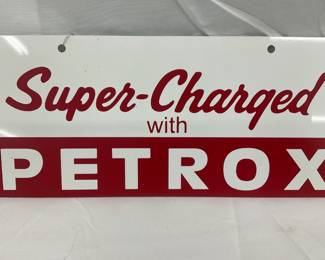 Super-Charged
with
PETROX